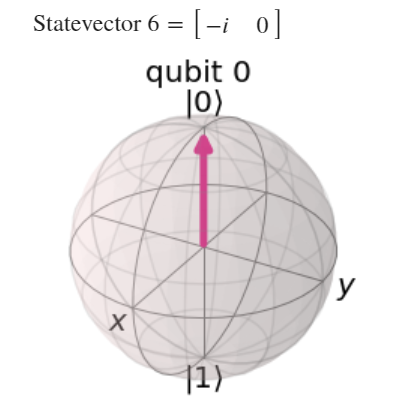 Statevector 6 = [−i 0]
qubit 0
|0⟩
y
x
|1⟩